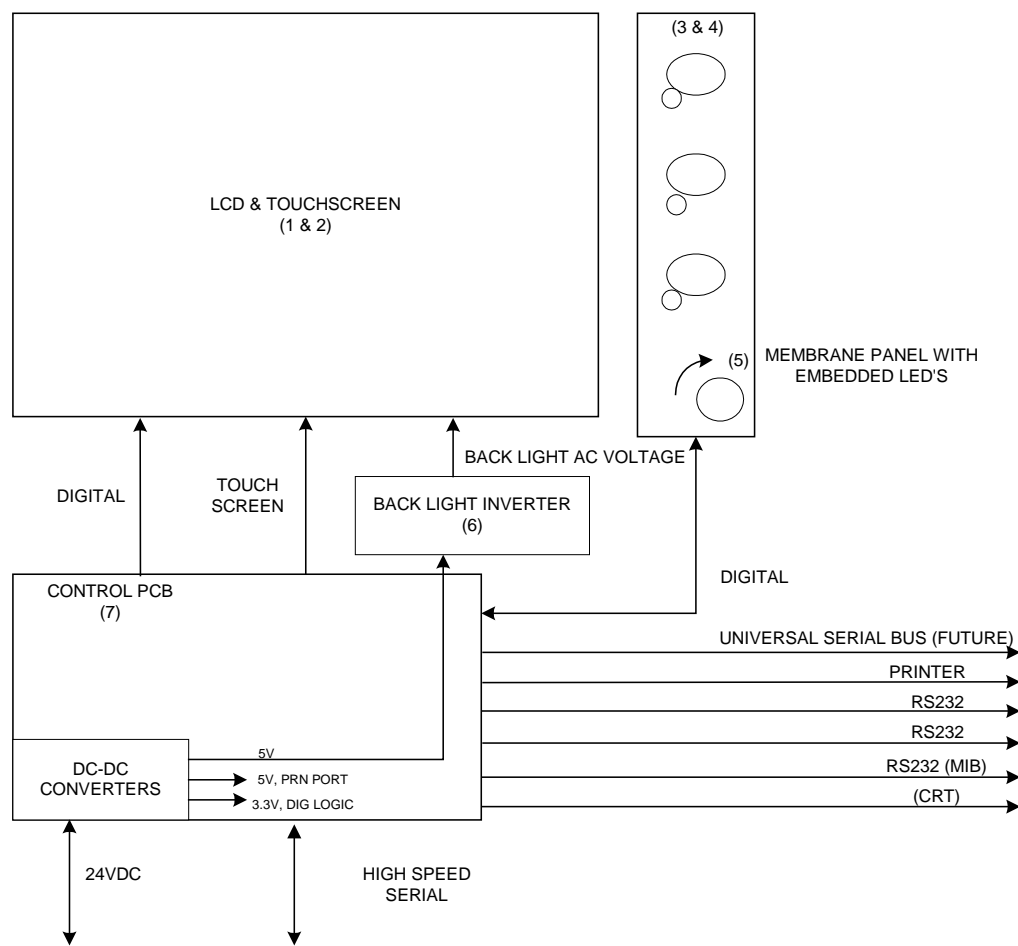 (3 & 4)
LCD & TOUCHSCREEN
(1 & 2)
(5)
MEMBRANE PANEL WITH
EMBEDDED LED'S
BACK LIGHT AC VOLTAGE
DIGITAL
TOUCH
SCREEN
BACK LIGHT INVERTER
(6)
DIGITAL
CONTROL PCB
(7)
UNIVERSAL SERIAL BUS (FUTURE)
PRINTER
RS232
RS232
RS232 (MIB)
(CRT)
DC-DC
CONVERTERS
5V
5V, PRN PORT
3.3V, DIG LOGIC
24VDC
HIGH SPEED
SERIAL